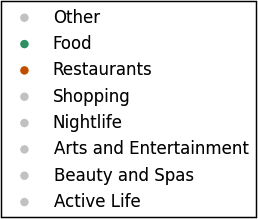 Other
Food
Restaurants
Shopping
Nightlife
Arts and Entertainment
Beauty and Spas
Active Life